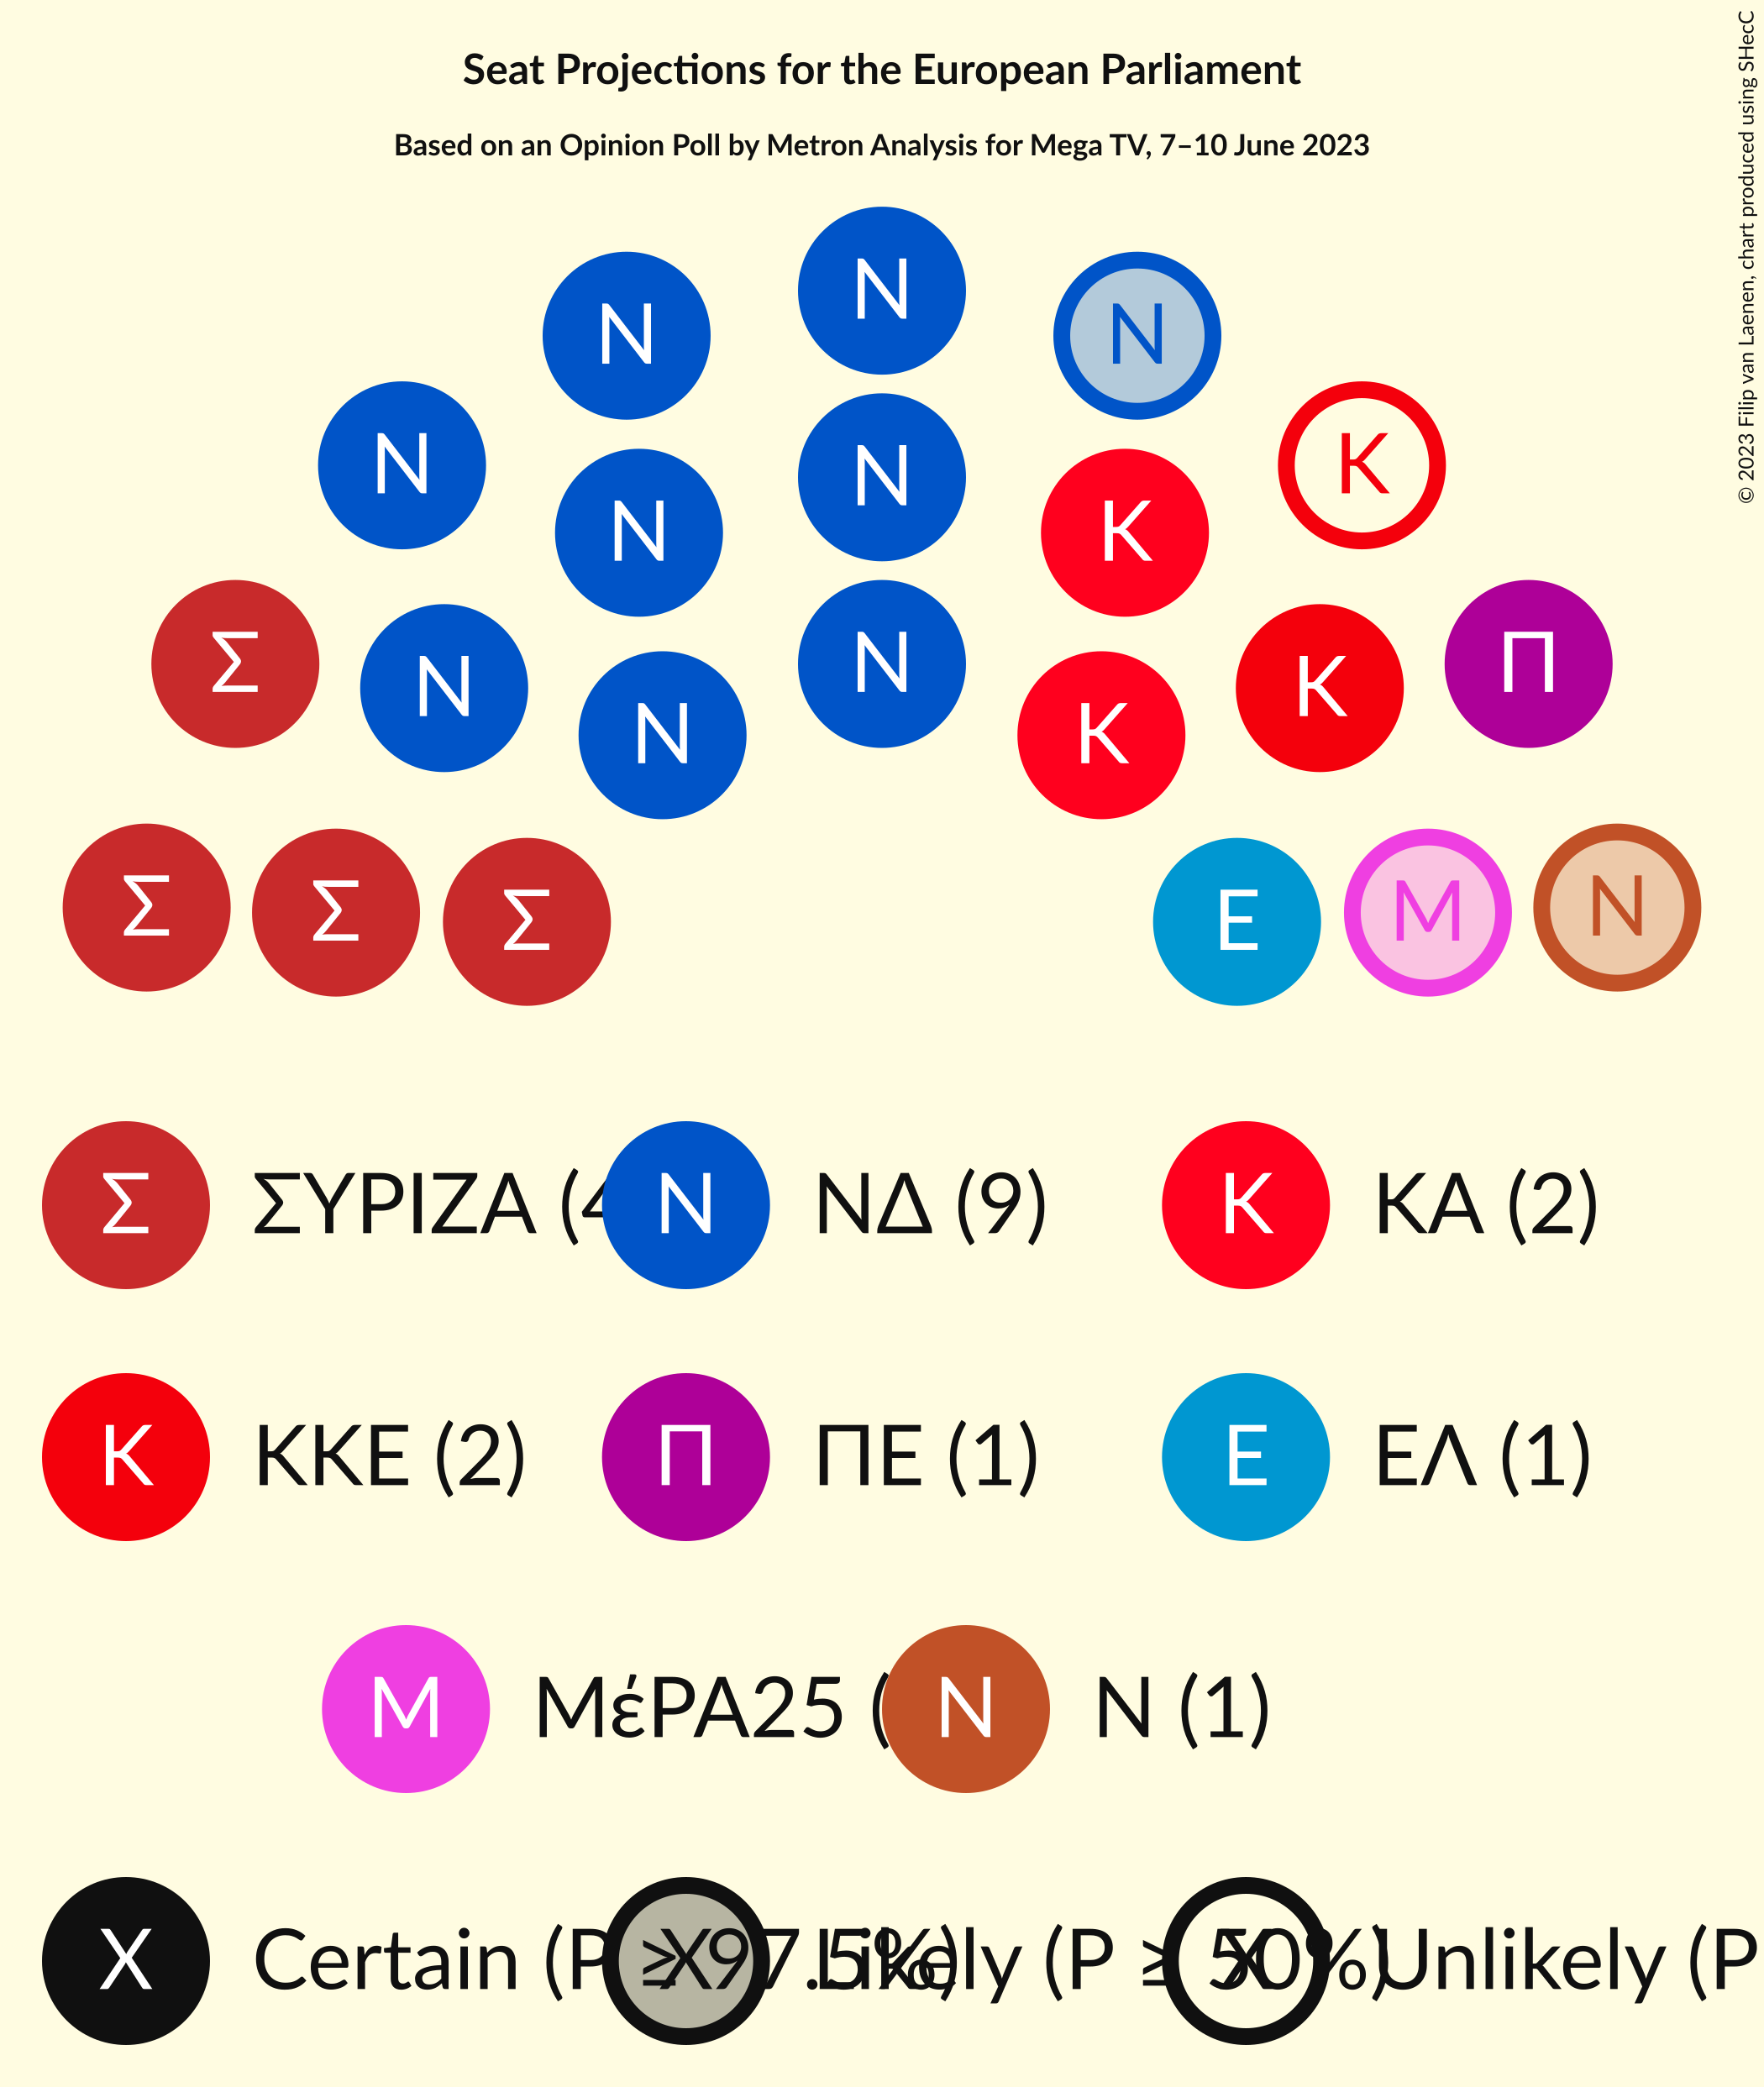 Seat Projections for the European Parliament
Based on an Opinion Poll by Metron Analysis for Mega TV, 7–10 June 2023
© 2023 Filip van Laenen, chart produced using SHecC
Ν
Ν Ν
Ν Κ
Ν
Ν Κ
Σ Π
Ν Ν Κ
Ν Κ
Σ Σ Σ Ε Μ Ν
Σ ΣΥΡΙΖΑ (4 Ν ΝΔ (9) Κ ΚΑ (2)
Κ ΚΚΕ (2) Π ΠΕ (1) Ε ΕΛ (1)
Μ ΜέΡΑ25 ( Ν Ν (1)
X Certain (P ≥ 97.5%) X Likely (P ≥ 50%) X Unlikely (P